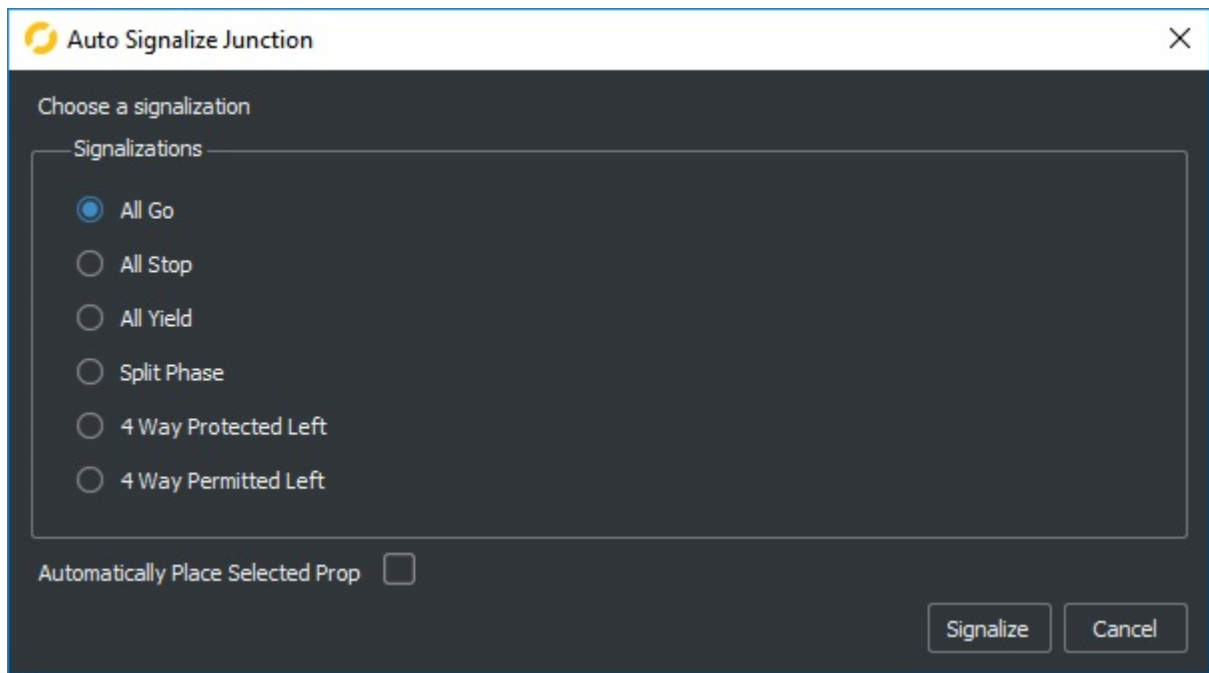 Auto Signalize Junction
Choose a signalization
Signalizations
All Go
All Stop
All Yield
Split Phase
4 Way Protected Left
4 Way Permitted Left
Automatically Place Selected Prop
Signalize Cancel